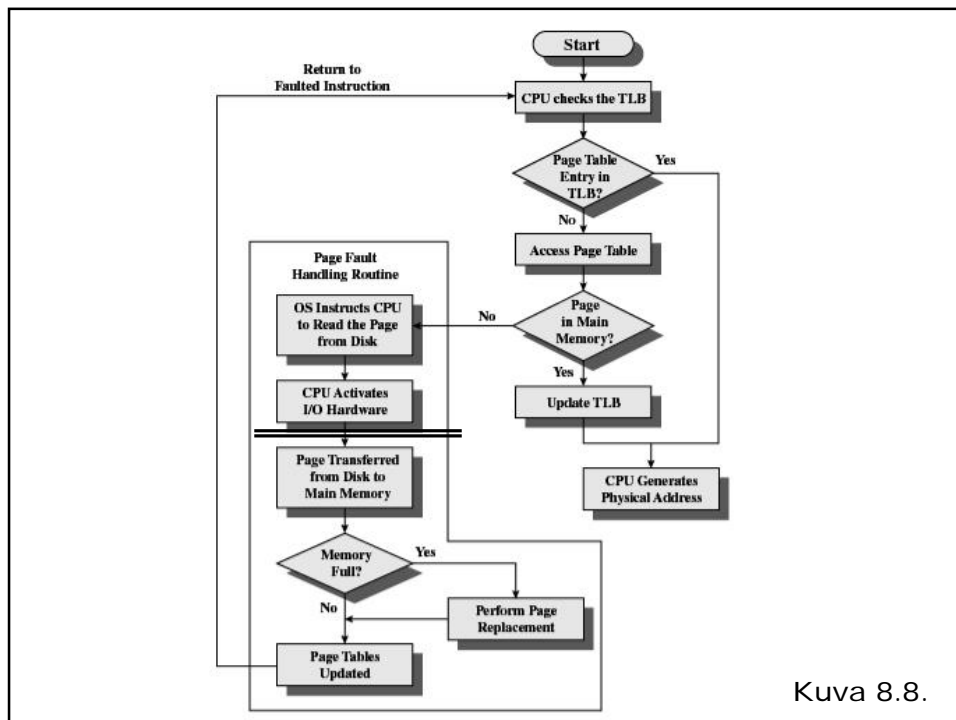 Start
Return to
Faulted Instruction
CPU checks the TLB
Page Table
Entry in
TLB?
Yes
No
Access Page Table
Page Fault
Handling Routine
OS Instructs CPU
to Read the Page
from Disk
No
Page
in Main
Memory?
Yes
CPU Activates
I/O Hardware
Update TLB
Page Transferred
from Disk to
Main Memory
CPU Generates
Physical Address
Memory
Full?
Yes
No
Perform Page
Replacement
Page Tables
Updated
Kuva 8.8.